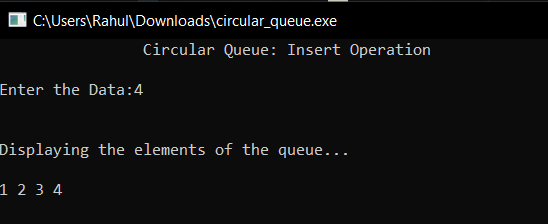 C:\Users\Rahul\Downloads\circular_queue.exe
Circular Queue: Insert Operation
Enter the Data:4
Displaying the elements of the queue...
1 2 3 4